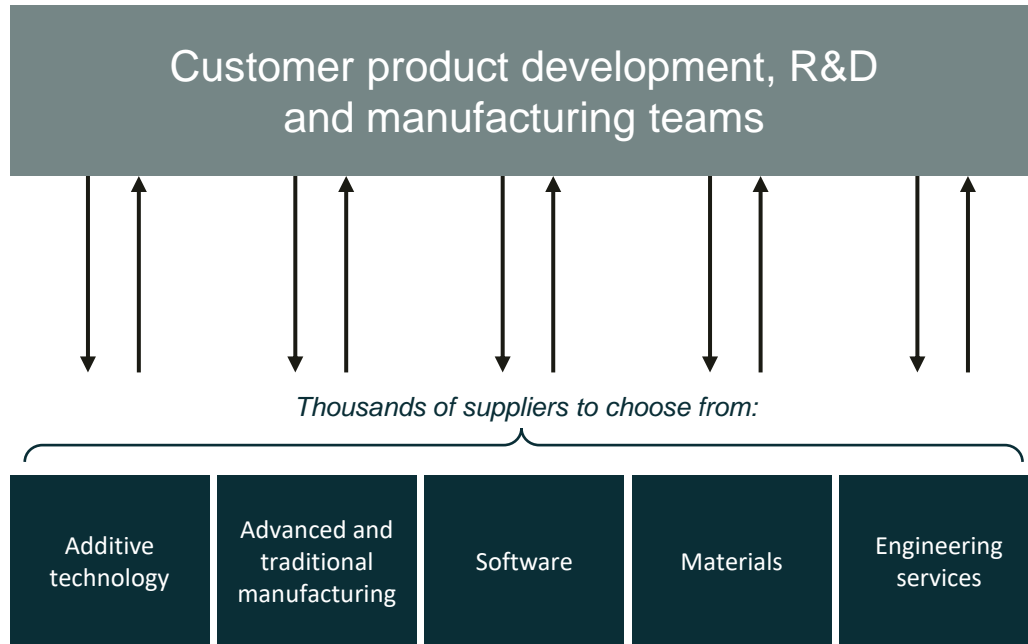 Customer product development, R&D
and manufacturing teams
Thousands of suppliers to choose from:
Additive
technology
Advanced and
traditional
manufacturing
Software
Materials
Engineering
services